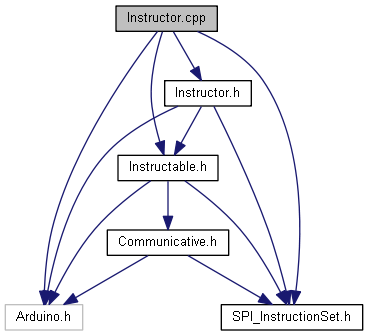 Instructor.cpp
Instructor.h
Instructable.h
Communicative.h
Arduino.h
SPI_InstructionSet.h